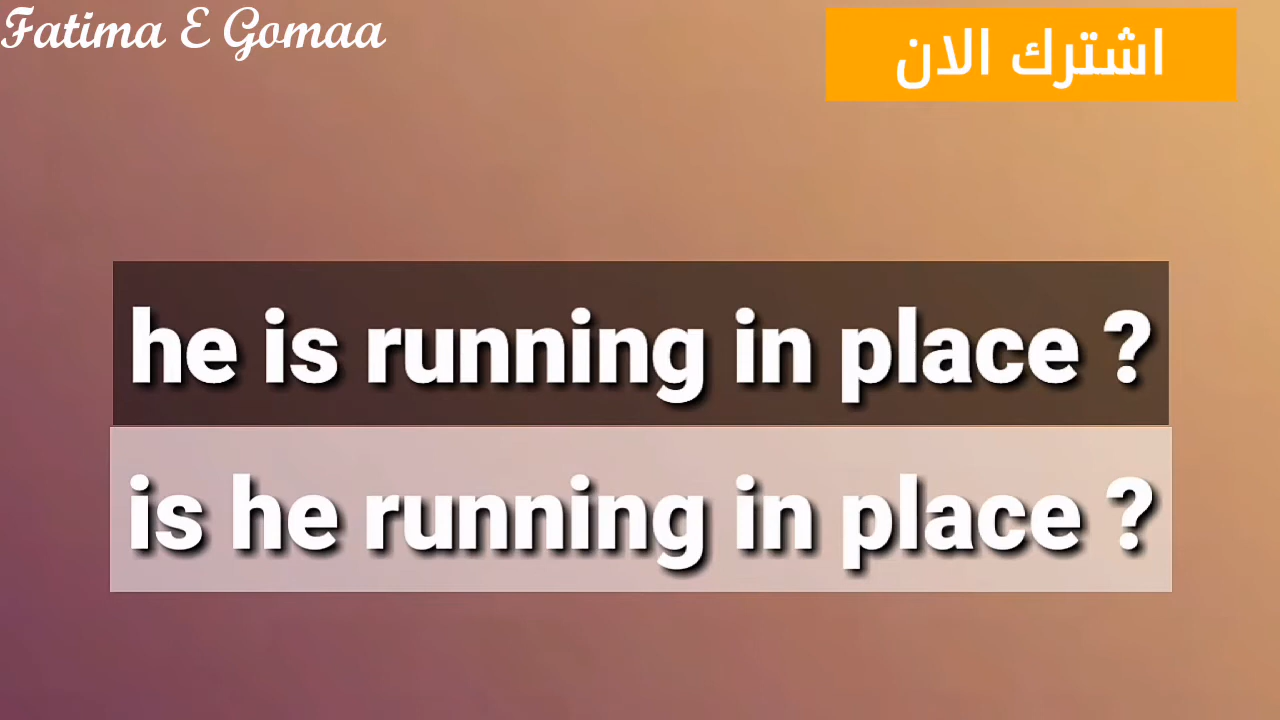 Fatima E Gomaa
اشترك الان
he is running in place ?
is he running in place ?